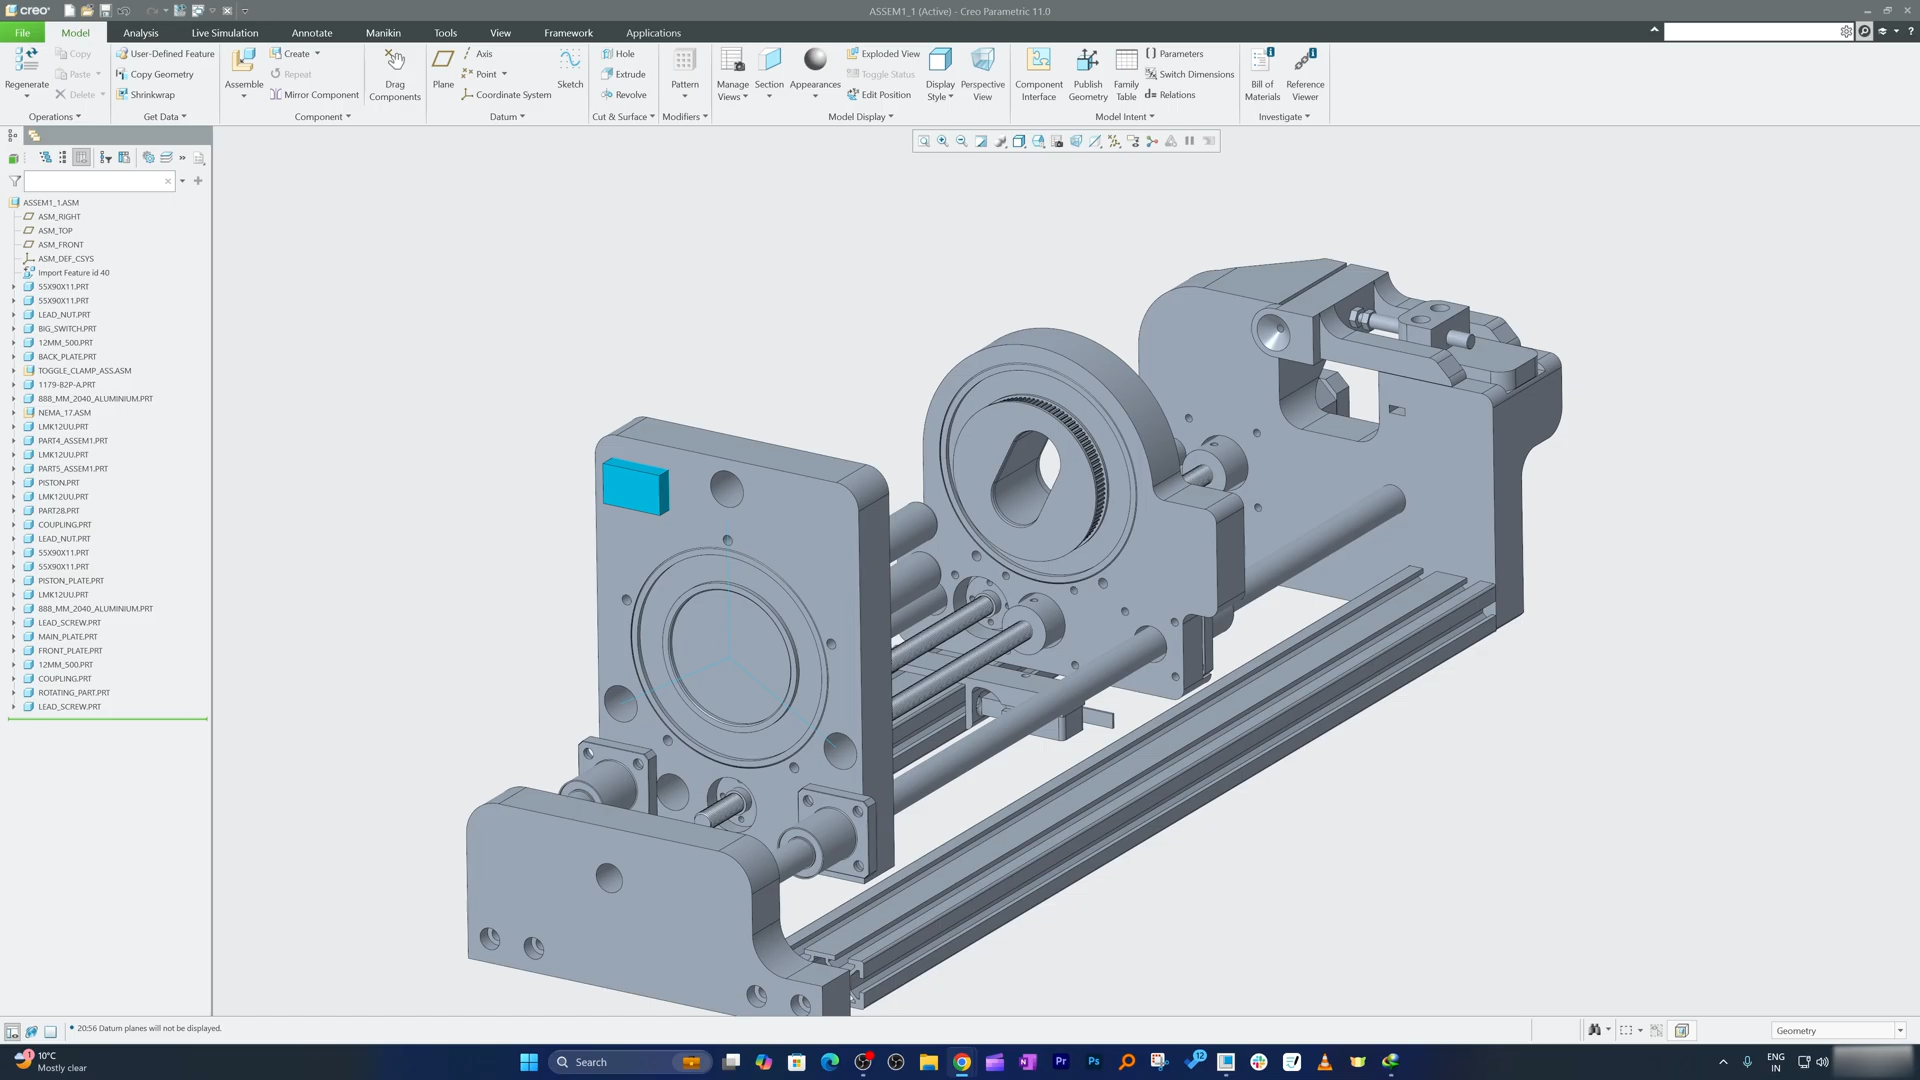 creo
ASSEM1_1 (Active) - Creo Parametric 11.0
File
Model
Analysis
Live Simulation
Annotate
Manikin
Tools
View
Framework
Applications
Regenerate
Copy
Paste
Delete
Operations
User-Defined Feature
Copy Geometry
Shrinkwrap
Get Data
Assemble
Create
Repeat
Mirror Component
Component
Drag Components
Plane
Axis
Point
Coordinate System
Sketch
Datum
Hole
Extrude
Revolve
Cut & Surface
Pattern
Modifiers
Manage Views
Section
Appearances
Exploded View
Toggle Status
Edit Position
Display Style
Perspective View
Model Display
Component Interface
Publish Geometry
Family Table
Parameters
Switch Dimensions
d= Relations
Model Intent
Bill of Materials
Reference Viewer
Investigate
ASSEM1_1.ASM
ASM_RIGHT
ASM_TOP
ASM_FRONT
ASM_DEF_CSYS
Import Feature id 40
55X90X11.PRT
55X90X11.PRT
LEAD_NUT.PRT
BIG_SWITCH.PRT
12MM_500.PRT
BACK_PLATE.PRT
TOGGLE_CLAMP_ASS.ASM
1179-B2P-A.PRT
888_MM_2040_ALUMINIUM.PRT
NEMA_17.ASM
LMK12UU.PRT
PART4_ASSEM1.PRT
LMK12UU.PRT
PART5_ASSEM1.PRT
PISTON.PRT
LMK12UU.PRT
PART28.PRT
COUPLING.PRT
LEAD_NUT.PRT
55X90X11.PRT
55X90X11.PRT
PISTON_PLATE.PRT
LMK12UU.PRT
888_MM_2040_ALUMINIUM.PRT
LEAD_SCREW.PRT
MAIN_PLATE.PRT
FRONT_PLATE.PRT
12MM_500.PRT
COUPLING.PRT
ROTATING_PART.PRT
LEAD_SCREW.PRT
20:56 Datum planes will not be displayed.
Geometry
1
10°C
Mostly clear
Search
Pr
Ps
12
ENG
IN